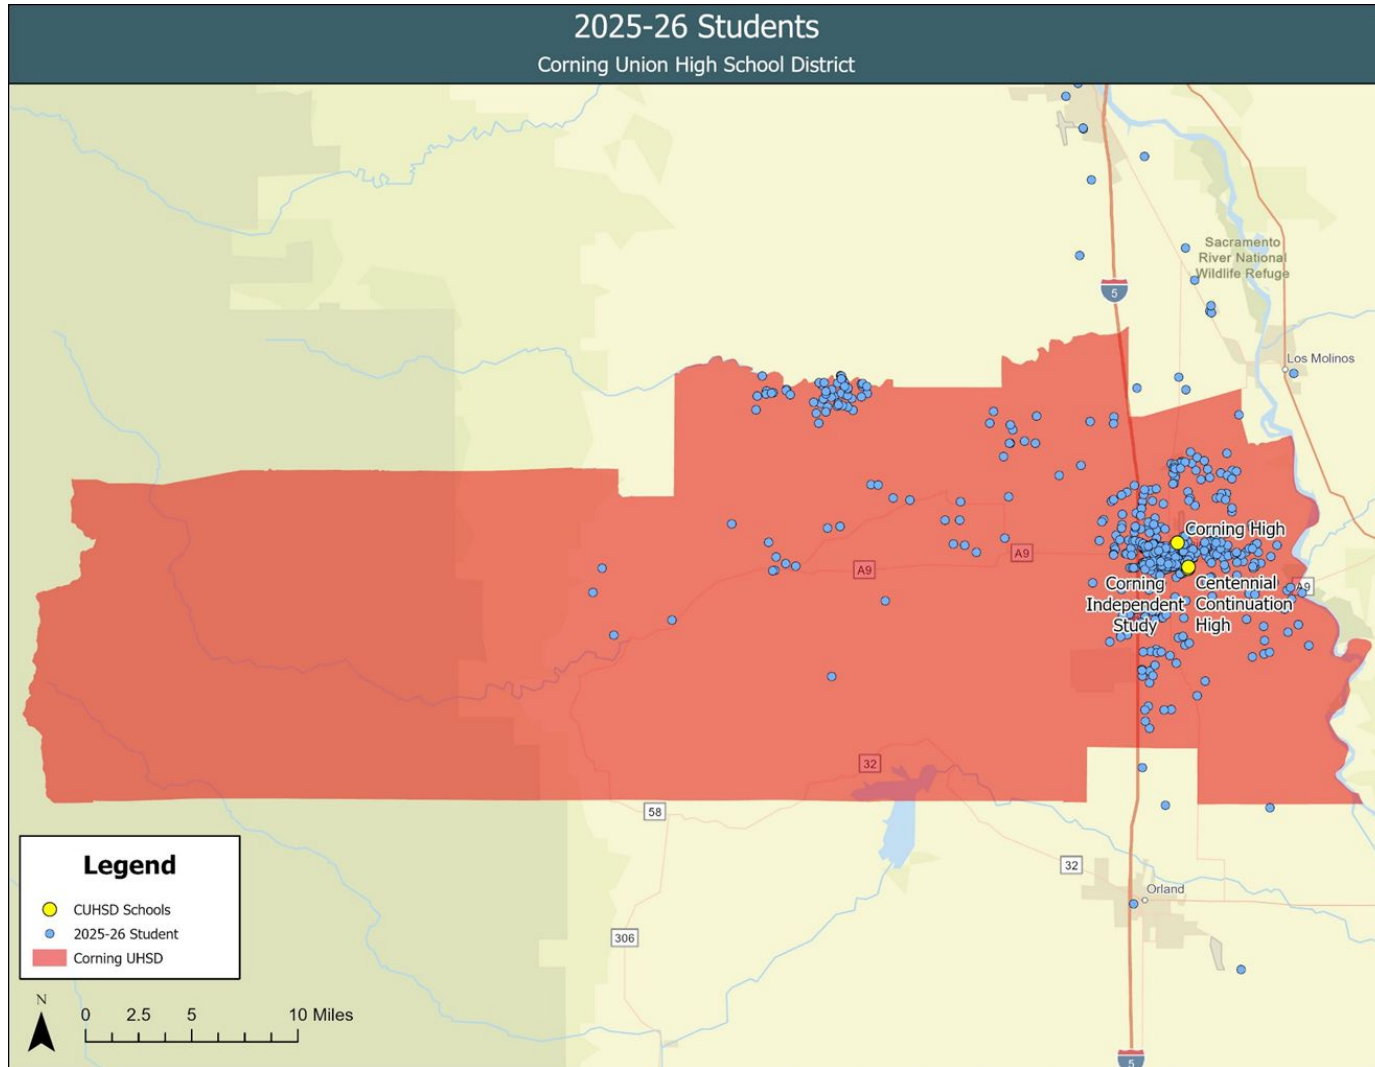 2025-26 Students
Corning Union High School District
Sacramento
River National
Wildlife Refuge
5
Los Molinos
Corning High
A9
A9
A9
Corning
Independent
Study
Centennial
Continuation
High
32
58
32
Orland
306
5
Legend
CUHSD Schools
2025-26 Student
Corning UHSD
N
0 2.5 5 10 Miles